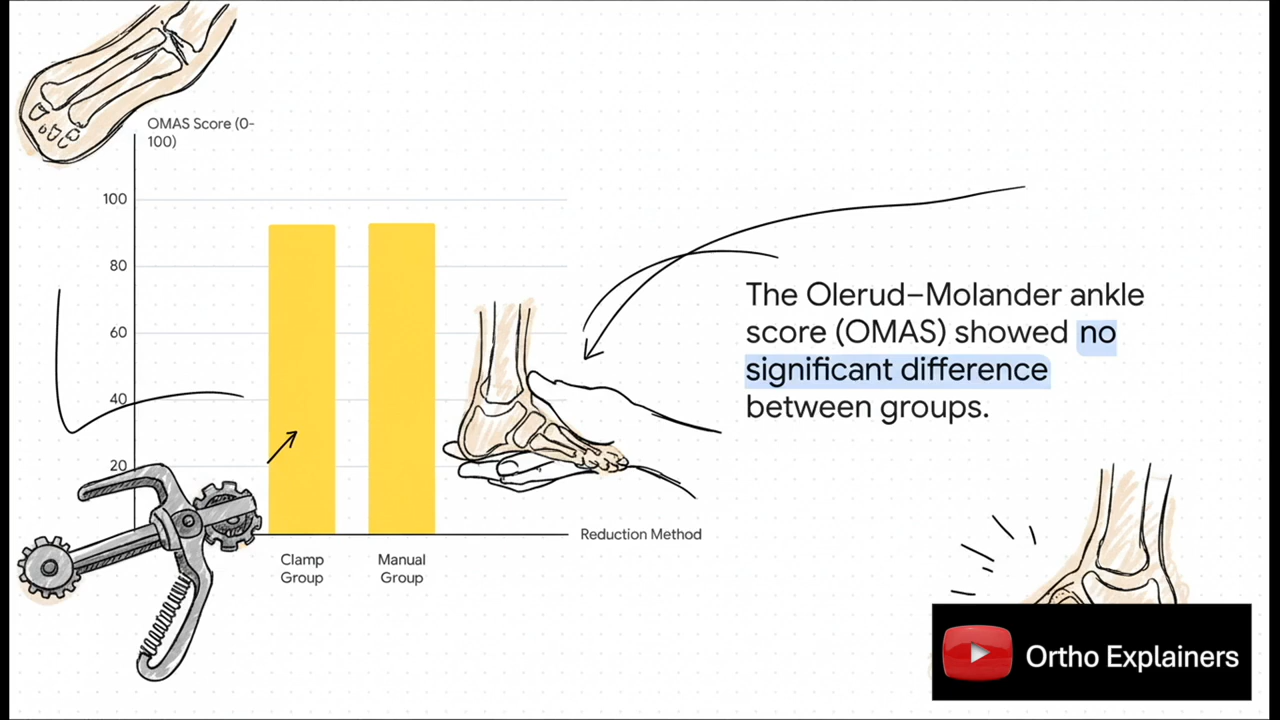 OMAS Score (0-
100)
100
80
60
40
20
Clamp
Group
Manual
Group
Reduction Method
The Olerud–Molander ankle
score (OMAS) showed no
significant difference
between groups.
Ortho Explainers